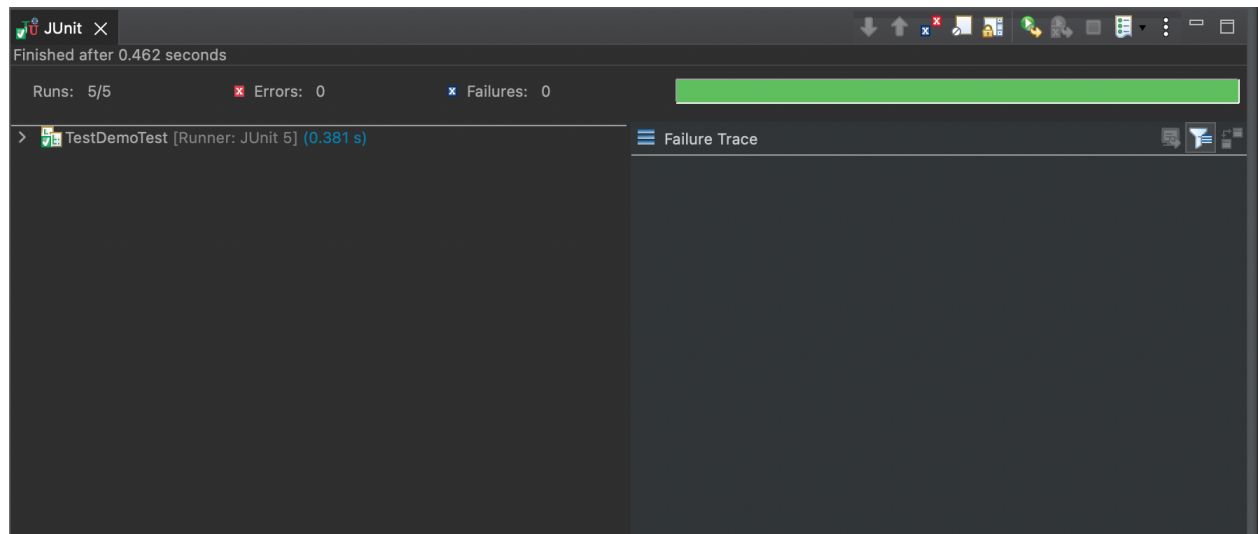 JUnit
Finished after 0.462 seconds
Runs: 5/5 Errors: 0 Failures: 0
TestDemoTest [Runner: JUnit 5] (0.381 s)
Failure Trace